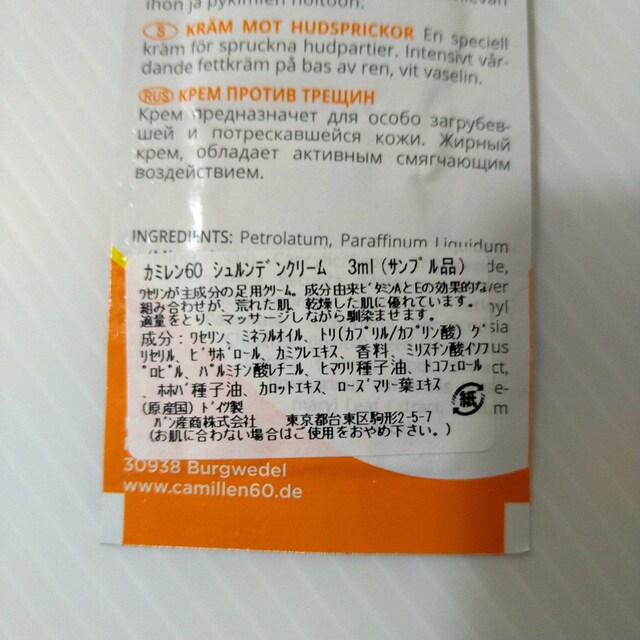 ihon ja pykimien hoitoon.
S KRÄM MOT HUDSPRICKOR En speciell
kräm för spruckna hudpartier. Intensivt vår-
dande fettkräm på bas av ren, vit vaselin.
RUS КРЕМ ПРОТИВ ТРЕЩИН
Крем предназначет для особо загрубев-
шей и потрескавшейся кожи. Жирный
крем, обладает активным смягчающим
воздействием.
INGREDIENTS: Petrolatum, Paraffinum Liquidum
カミレン60 シュルンデンクリーム 3ml(サンプル品)
ワセリンが主成分の足用クリーム。成分由来ビタミンAとEの効果的な
組み合わせが、荒れた肌、乾燥した肌に優れています。
適量をとり、マッサージしながら馴染ませます。
成分:ワセリン、ミネラルオイル、トリ(カプリル/カプリン酸)グ
リセリル、ビサボロール、カミツレエキス、香料、ミリスチン酸イソプ
ロピル、パルミチン酸レチニル、ヒマワリ種子油、トコフェロール
、ホホバ種子油、カロットエキス、ローズマリー葉エキス
(原産国)ドイツ製
紙
パン産商株式会社 東京都台東区駒形2-5-7
(お肌に合わない場合はご使用をおやめ下さい。)
30938 Burgwedel
www.camillen60.de